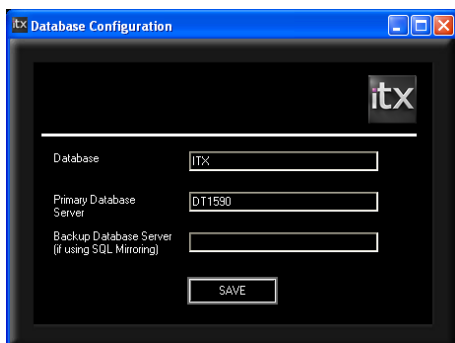 itx Database Configuration
itx
Database
ITX
Primary Database
Server
DT1590
Backup Database Server
(if using SQL Mirroring)
SAVE